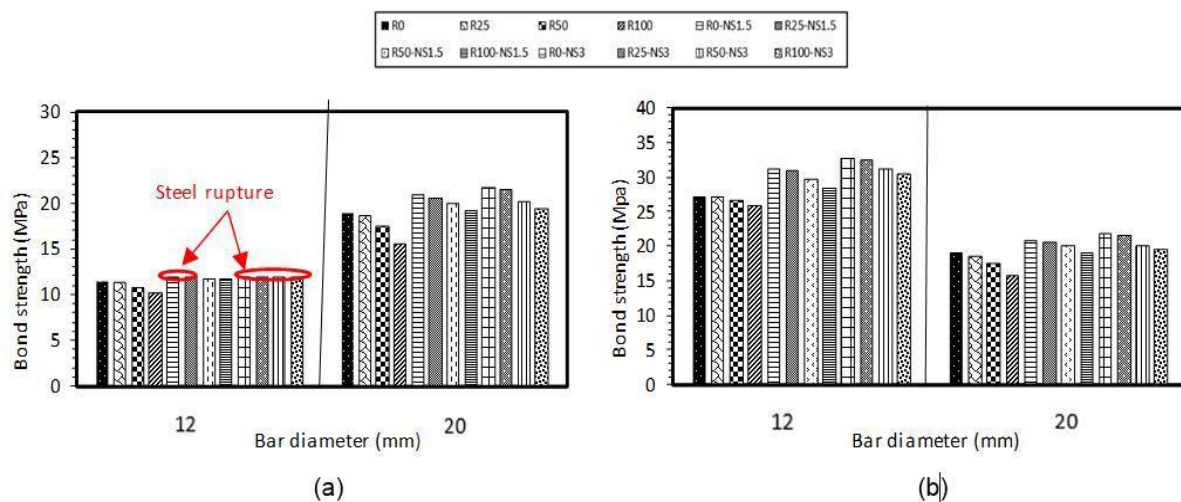 R0 R25 R50 R100 R0-NS1.5 R25-NS1.5
R50-NS1.5 R100-NS1.5 R0-NS3 R25-NS3 R50-NS3 R100-NS3
30
25
20
15
10
5
0
Bond strength (MPa)
Steel rupture
12 20
Bar diameter (mm)
(a)
40
35
30
25
20
15
10
5
0
Bond strength (Mpa)
12 20
Bar diameter (mm)
(b)